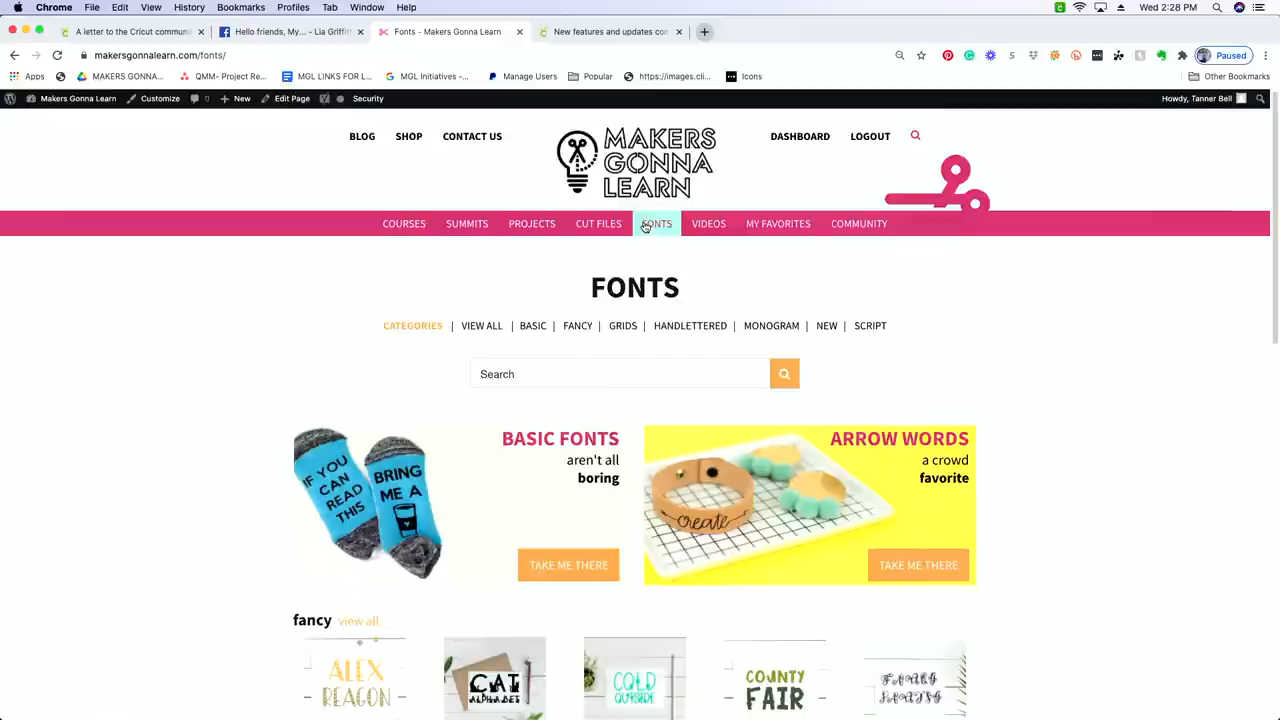 Chrome File Edit View History Bookmarks Profiles Tab Window Help Wed 2:28 PM
A letter to the Cricut commun Hello friends, My... - Lia Griffit Fonts - Makers Gonna Learn New features and updates con
makersgonnalearn.com/fonts/ Paused
Apps MAKERS GONNA... QMM- Project Re... MGL LINKS FOR L... MGL Initiatives -... Manage Users Popular https://images.cli... Icons Other Bookmarks
Makers Gonna Learn Customize 0 New Edit Page Security Howdy, Tanner Bell
BLOG SHOP CONTACT US
MAKERS
GONNA
LEARN
DASHBOARD LOGOUT
COURSES SUMMITS PROJECTS CUT FILES FONTS VIDEOS MY FAVORITES COMMUNITY
FONTS
CATEGORIES | VIEW ALL | BASIC | FANCY | GRIDS | HANDLETTERED | MONOGRAM | NEW | SCRIPT
Search
IF YOU
CAN
READ
THIS
BRING
ME A
BASIC FONTS
aren't all
boring
TAKE ME THERE
create
ARROW WORDS
a crowd
favorite
TAKE ME THERE
fancy view all
ALEX
REAGON
CAT
ALPHABET
COLD
OUTSIDE
COUNTY
FAIR